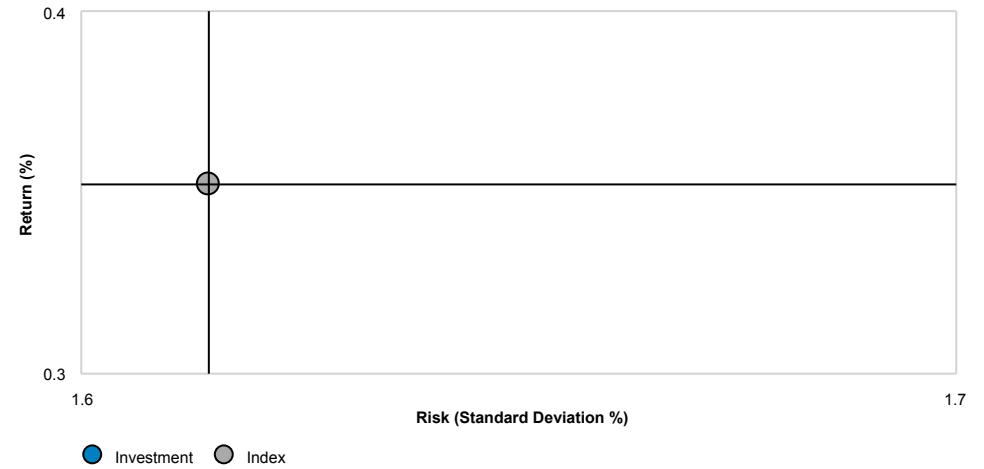 0.4
Return (%)
0.3
1.6
1.7
Risk (Standard Deviation %)
Investment
Index